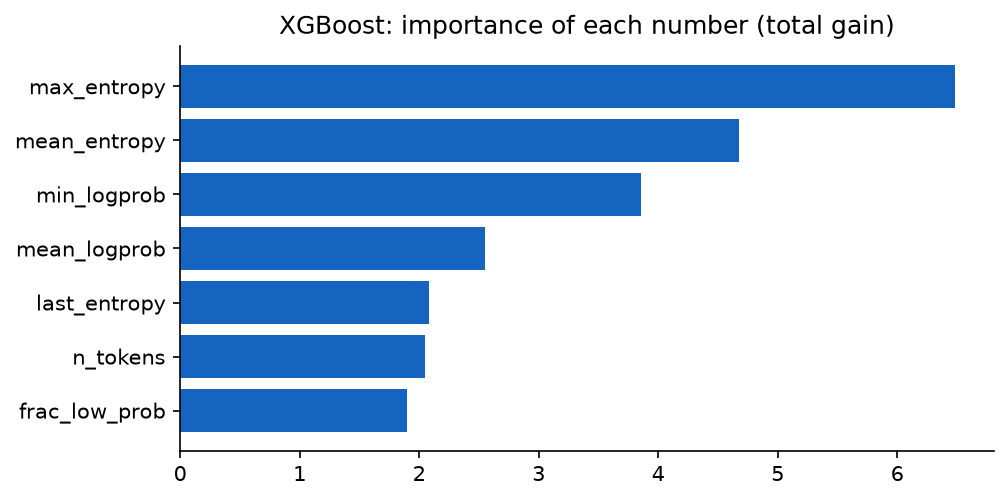 XGBoost: importance of each number (total gain)
max_entropy
mean_entropy
min_logprob
mean_logprob
last_entropy
n_tokens
frac_low_prob
0 1 2 3 4 5 6